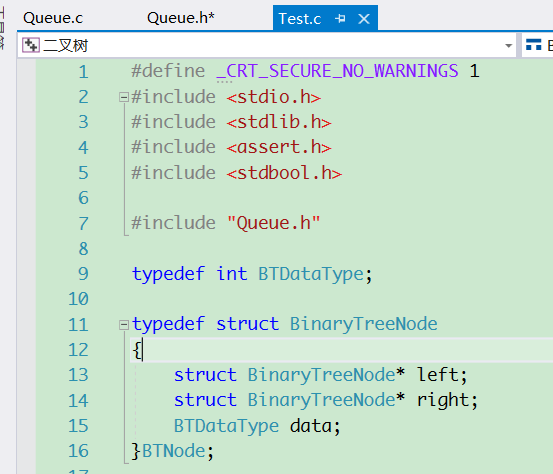 Queue.c Queue.h* Test.c
二叉树
1 #define _CRT_SECURE_NO_WARNINGS 1
2 #include <stdio.h>
3 #include <stdlib.h>
4 #include <assert.h>
5 #include <stdbool.h>
6
7 #include "Queue.h"
8
9 typedef int BTDataType;
10
11 typedef struct BinaryTreeNode
12 {
13 struct BinaryTreeNode* left;
14 struct BinaryTreeNode* right;
15 BTDataType data;
16 }BTNode;